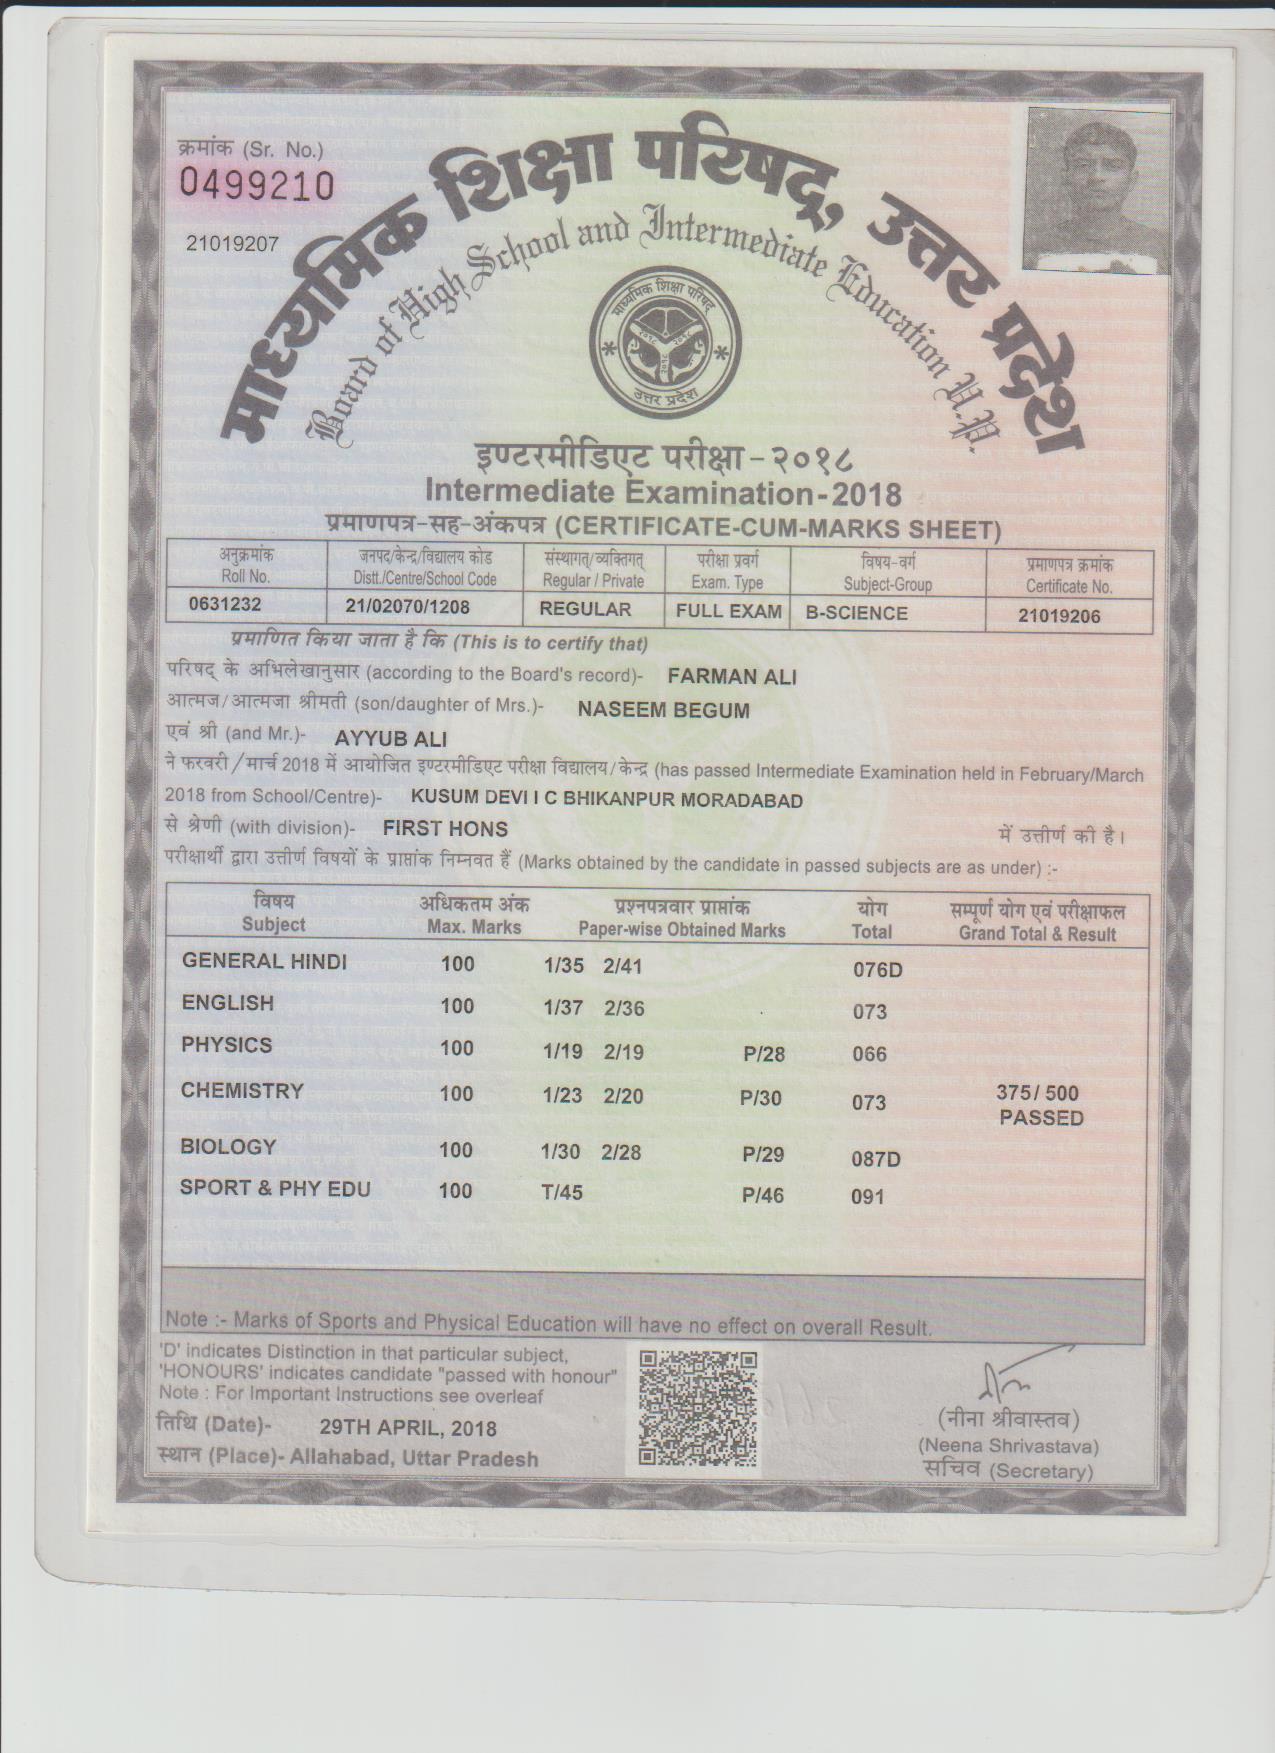 क्रमांक (Sr. No.)
0499210
21019207
माध्यमिक शिक्षा परिषद्, उत्तर प्रदेश
Board of High School and Intermediate Education U.P.
माध्यमिक शिक्षा परिषद्
उत्तर प्रदेश
इण्टरमीडिएट परीक्षा - २०१८
Intermediate Examination - 2018
प्रमाणपत्र-सह-अंकपत्र (CERTIFICATE-CUM-MARKS SHEET)
अनुक्रमांक जनपद/केन्द्र/विद्यालय कोड संस्थागत्/व्यक्तिगत् परीक्षा प्रवर्ग विषय-वर्ग प्रमाणपत्र क्रमांक
Roll No. Distt./Centre/School Code Regular / Private Exam. Type Subject-Group Certificate No.
0631232 21/02070/1208 REGULAR FULL EXAM B-SCIENCE 21019206
प्रमाणित किया जाता है कि (This is to certify that)
परिषद् के अभिलेखानुसार (according to the Board's record)- FARMAN ALI
आत्मज/आत्मजा श्रीमती (son/daughter of Mrs.)- NASEEM BEGUM
एवं श्री (and Mr.)- AYYUB ALI
ने फरवरी/मार्च 2018 में आयोजित इण्टरमीडिएट परीक्षा विद्यालय/केन्द्र (has passed Intermediate Examination held in February/March
2018 from School/Centre)- KUSUM DEVI I C BHIKANPUR MORADABAD
से श्रेणी (with division)- FIRST HONS में उत्तीर्ण की है।
परीक्षार्थी द्वारा उत्तीर्ण विषयों के प्राप्तांक निम्नवत हैं (Marks obtained by the candidate in passed subjects are as under) :-
विषय अधिकतम अंक प्रश्नपत्रवार प्राप्तांक योग सम्पूर्ण योग एवं परीक्षाफल
Subject Max. Marks Paper-wise Obtained Marks Total Grand Total & Result
GENERAL HINDI 100 1/35 2/41 076D
ENGLISH 100 1/37 2/36 073
PHYSICS 100 1/19 2/19 P/28 066
CHEMISTRY 100 1/23 2/20 P/30 073 375/ 500
PASSED
BIOLOGY 100 1/30 2/28 P/29 087D
SPORT & PHY EDU 100 T/45 P/46 091
Note :- Marks of Sports and Physical Education will have no effect on overall Result.
'D' indicates Distinction in that particular subject,
'HONOURS' indicates candidate "passed with honour"
Note : For Important Instructions see overleaf
तिथि (Date)- 29TH APRIL, 2018
स्थान (Place)- Allahabad, Uttar Pradesh
(नीना श्रीवास्तव)
(Neena Shrivastava)
सचिव (Secretary)